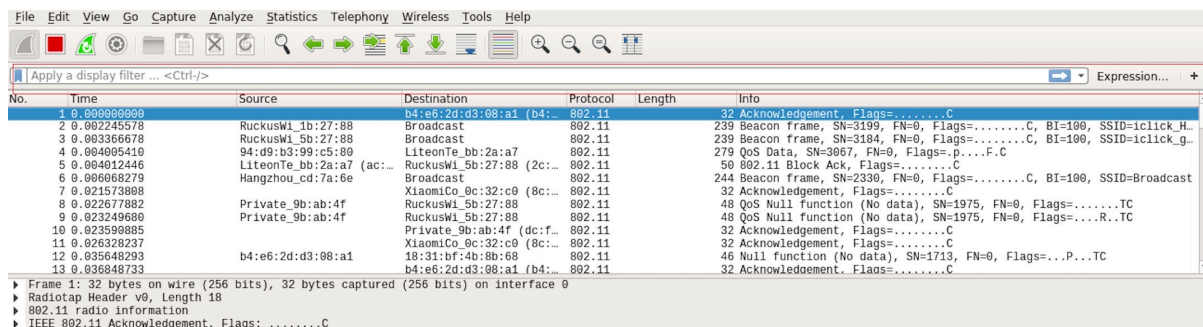 File Edit View Go Capture Analyze Statistics Telephony Wireless Tools Help
Apply a display filter ... <Ctrl-/> Expression... +
No. Time Source Destination Protocol Length Info
1 0.000000000 b4:e6:2d:d3:08:a1 (b4:… 802.11 32 Acknowledgement, Flags=........C
2 0.002245578 RuckusWi_1b:27:88 Broadcast 802.11 239 Beacon frame, SN=3199, FN=0, Flags=........C, BI=100, SSID=iclick_H…
3 0.003366678 RuckusWi_5b:27:88 Broadcast 802.11 239 Beacon frame, SN=3184, FN=0, Flags=........C, BI=100, SSID=iclick_g…
4 0.004005410 94:d9:b3:99:c5:80 LiteonTe_bb:2a:a7 802.11 279 QoS Data, SN=3067, FN=0, Flags=.p....F.C
5 0.004012446 LiteonTe_bb:2a:a7 (ac:… RuckusWi_5b:27:88 (2c:… 802.11 50 802.11 Block Ack, Flags=........C
6 0.006068279 Hangzhou_cd:7a:6e Broadcast 802.11 244 Beacon frame, SN=2330, FN=0, Flags=........C, BI=100, SSID=Broadcast
7 0.021573808 XiaomiCo_0c:32:c0 (8c:… 802.11 32 Acknowledgement, Flags=........C
8 0.022677882 Private_9b:ab:4f RuckusWi_5b:27:88 802.11 48 QoS Null function (No data), SN=1975, FN=0, Flags=.......TC
9 0.023249680 Private_9b:ab:4f RuckusWi_5b:27:88 802.11 48 QoS Null function (No data), SN=1975, FN=0, Flags=....R..TC
10 0.023590885 Private_9b:ab:4f (dc:f… 802.11 32 Acknowledgement, Flags=........C
11 0.026328237 XiaomiCo_0c:32:c0 (8c:… 802.11 32 Acknowledgement, Flags=........C
12 0.035648293 b4:e6:2d:d3:08:a1 18:31:bf:4b:8b:68 802.11 46 Null function (No data), SN=1713, FN=0, Flags=...P...TC
13 0.036848733 b4:e6:2d:d3:08:a1 (b4:… 802.11 32 Acknowledgement, Flags=........C
Frame 1: 32 bytes on wire (256 bits), 32 bytes captured (256 bits) on interface 0
Radiotap Header v0, Length 18
802.11 radio information
IEEE 802.11 Acknowledgement, Flags: ........C